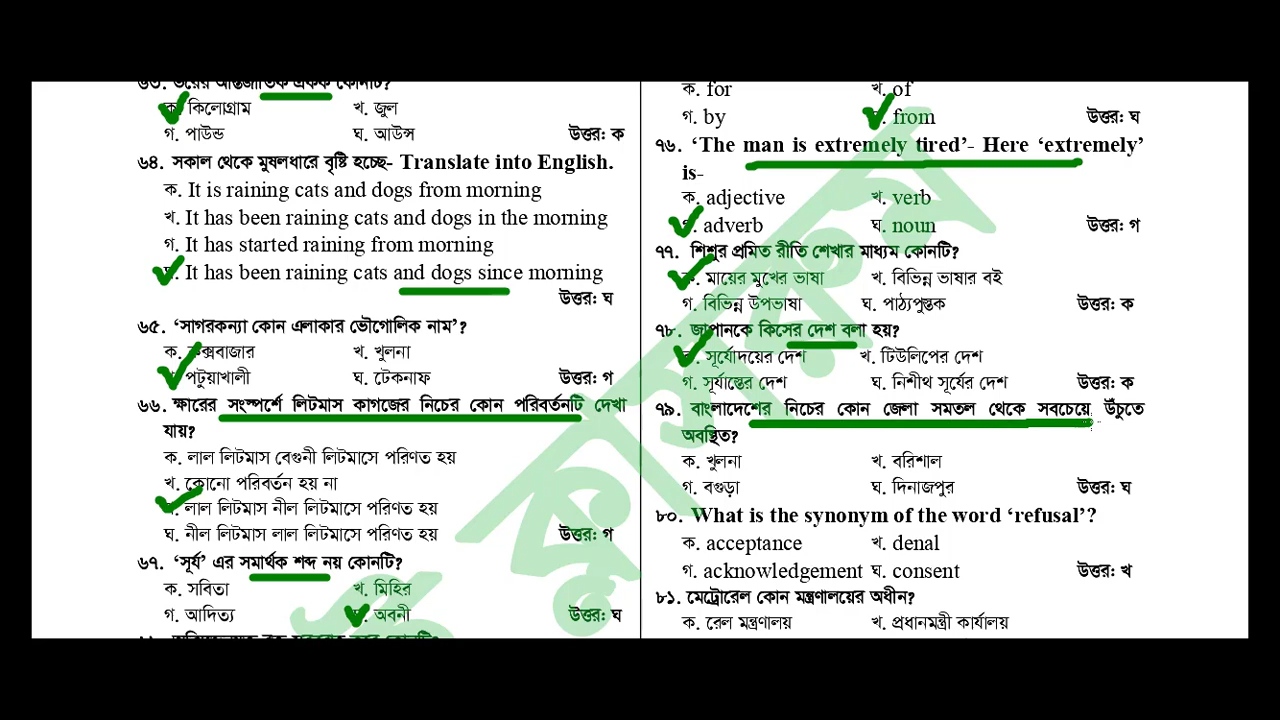 ৬৩. ভরের আন্তর্জাতিক একক কোনটি?
ক. কিলোগ্রাম খ. জুল
গ. পাউন্ড ঘ. আউন্স উত্তর: ক
৬৪. সকাল থেকে মুষলধারে বৃষ্টি হচ্ছে- Translate into English.
ক. It is raining cats and dogs from morning
খ. It has been raining cats and dogs in the morning
গ. It has started raining from morning
ঘ. It has been raining cats and dogs since morning
উত্তর: ঘ
৬৫. ‘সাগরকন্যা কোন এলাকার ভৌগোলিক নাম’?
ক. কক্সবাজার খ. খুলনা
গ. পটুয়াখালী ঘ. টেকনাফ উত্তর: গ
৬৬. ক্ষারের সংস্পর্শে লিটমাস কাগজের নিচের কোন পরিবর্তনটি দেখা
যায়?
ক. লাল লিটমাস বেগুনী লিটমাসে পরিণত হয়
খ. কোনো পরিবর্তন হয় না
গ. লাল লিটমাস নীল লিটমাসে পরিণত হয়
ঘ. নীল লিটমাস লাল লিটমাসে পরিণত হয় উত্তর: গ
৬৭. ‘সূর্য’ এর সমার্থক শব্দ নয় কোনটি?
ক. সবিতা খ. মিহির
গ. আদিত্য ঘ. অবনী উত্তর: ঘ
ক. for খ. of
গ. by ঘ. from উত্তর: ঘ
৭৬. ‘The man is extremely tired’- Here ‘extremely’
is-
ক. adjective খ. verb
গ. adverb ঘ. noun উত্তর: গ
৭৭. শিশুর প্রমিত রীতি শেখার মাধ্যম কোনটি?
ক. মায়ের মুখের ভাষা খ. বিভিন্ন ভাষার বই
গ. বিভিন্ন উপভাষা ঘ. পাঠ্যপুস্তক উত্তর: ক
৭৮. জাপানকে কিসের দেশ বলা হয়?
ক. সূর্যোদয়ের দেশ খ. টিউলিপের দেশ
গ. সূর্যাস্তের দেশ ঘ. নিশীথ সূর্যের দেশ উত্তর: ক
৭৯. বাংলাদেশের নিচের কোন জেলা সমতল থেকে সবচেয়ে উঁচুতে
অবস্থিত?
ক. খুলনা খ. বরিশাল
গ. বগুড়া ঘ. দিনাজপুর উত্তর: ঘ
৮০. What is the synonym of the word ‘refusal’?
ক. acceptance খ. denal
গ. acknowledgement ঘ. consent উত্তর: খ
৮১. মেট্রোরেল কোন মন্ত্রণালয়ের অধীন?
ক. রেল মন্ত্রণালয় খ. প্রধানমন্ত্রী কার্যালয়